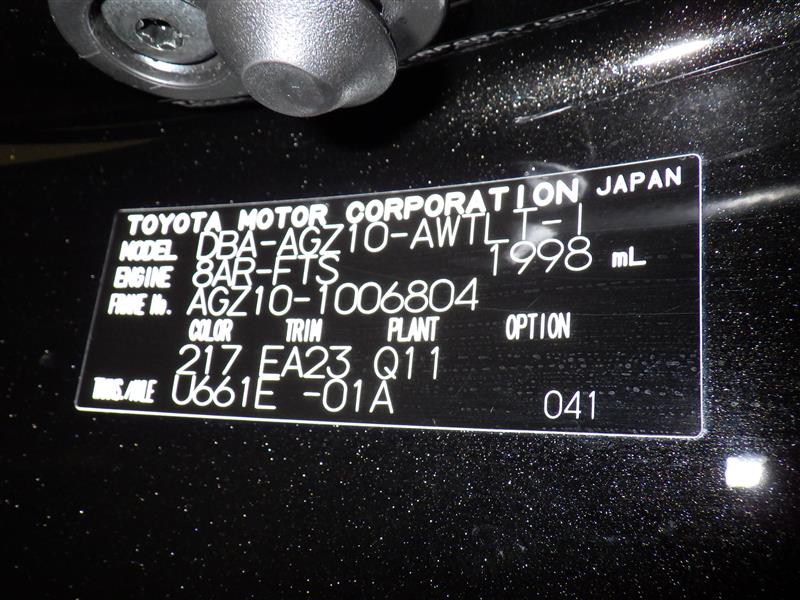 TOYOTA MOTOR CORPORATION JAPAN
MODEL DBA-AGZ10-AWTLT-I
ENGINE 8AR-FTS 1998 mL
FRAME No. AGZ10-1006804
COLOR TRIM PLANT OPTION
217 EA23 Q11
TRANS./AXLE U661E -01A 041